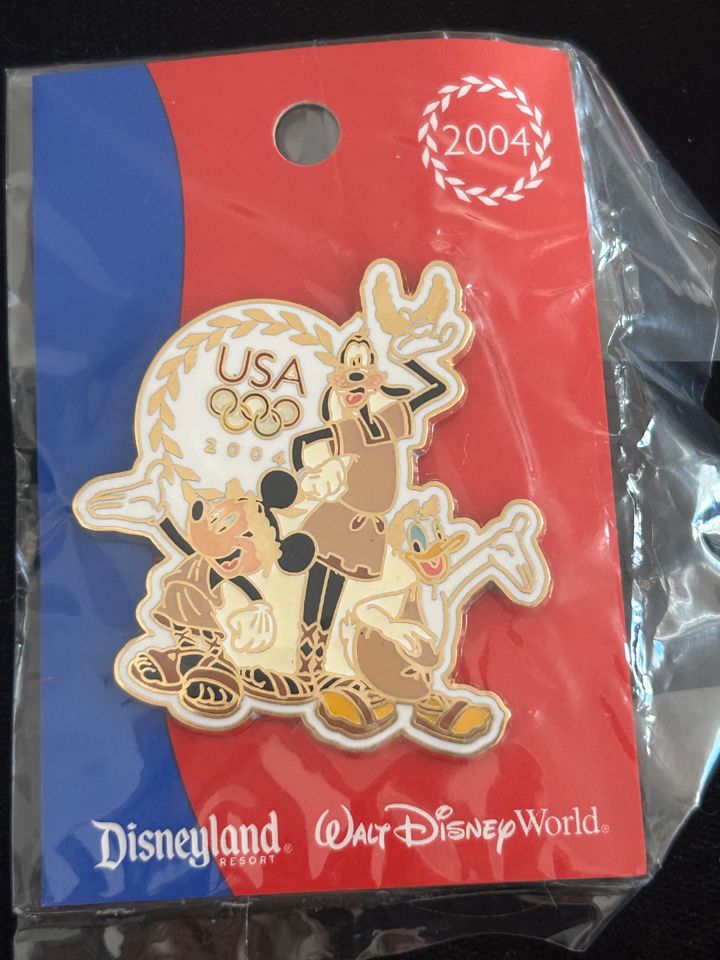 2004
USA
2004
Disneyland
RESORT
WALT DISNEY World